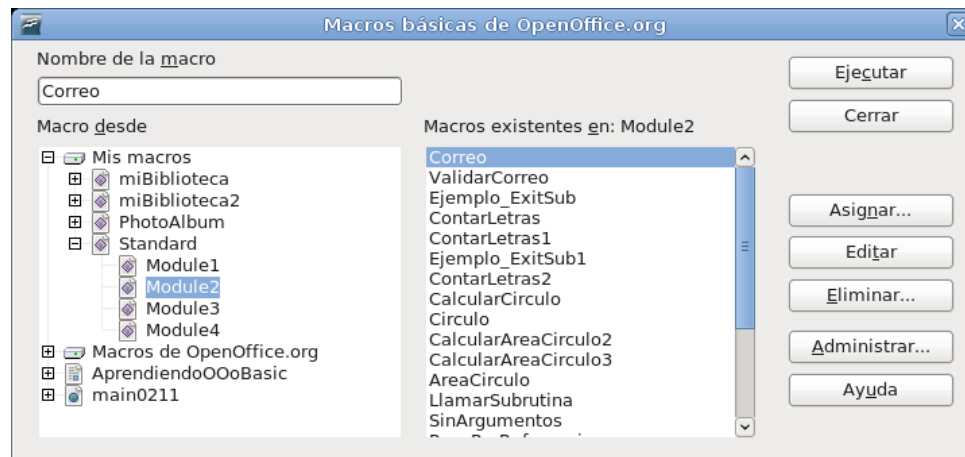 Macros básicas de OpenOffice.org
Nombre de la macro
Correo
Macro desde
Mis macros
miBiblioteca
miBiblioteca2
PhotoAlbum
Standard
Module1
Module2
Module3
Module4
Macros de OpenOffice.org
AprendiendoOOoBasic
main0211
Macros existentes en: Module2
Correo
ValidarCorreo
Ejemplo_ExitSub
ContarLetras
ContarLetras1
Ejemplo_ExitSub1
ContarLetras2
CalcularCirculo
Circulo
CalcularAreaCirculo2
CalcularAreaCirculo3
AreaCirculo
LlamarSubrutina
SinArgumentos
Ejecutar
Cerrar
Asignar...
Editar
Eliminar...
Administrar...
Ayuda